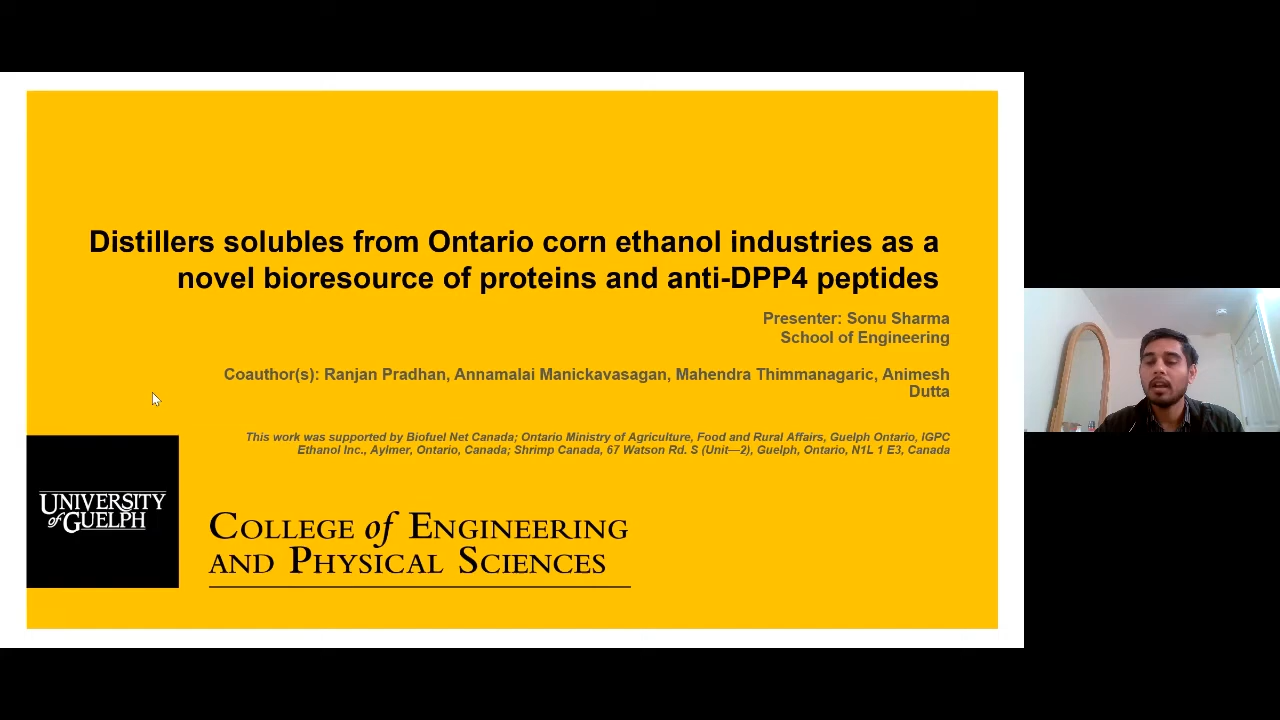 Distillers solubles from Ontario corn ethanol industries as a
novel bioresource of proteins and anti-DPP4 peptides
Presenter: Sonu Sharma
School of Engineering
Coauthor(s): Ranjan Pradhan, Annamalai Manickavasagan, Mahendra Thimmanagaric, Animesh
Dutta
This work was supported by Biofuel Net Canada; Ontario Ministry of Agriculture, Food and Rural Affairs, Guelph Ontario, IGPC
Ethanol Inc., Aylmer, Ontario, Canada; Shrimp Canada, 67 Watson Rd. S (Unit—2), Guelph, Ontario, N1L 1 E3, Canada
UNIVERSITY
of GUELPH
COLLEGE of ENGINEERING
AND PHYSICAL SCIENCES